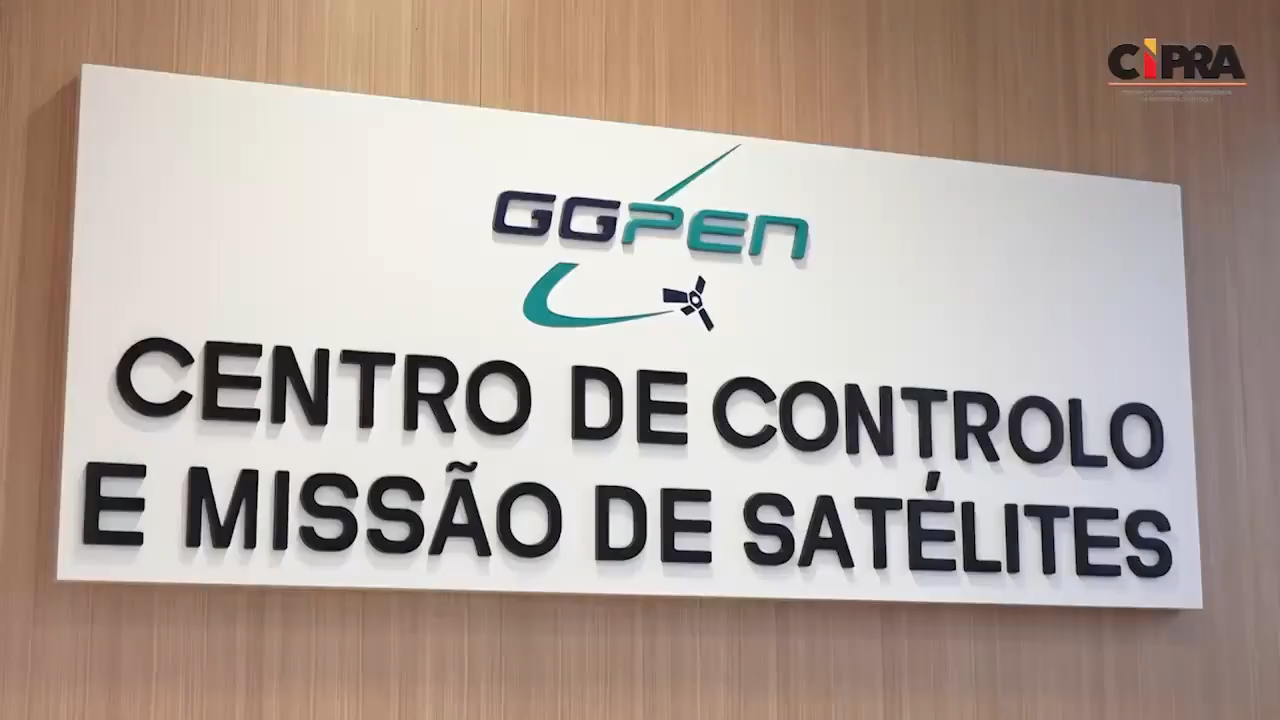 CIPRA
GGPEN
CENTRO DE CONTROLO
E MISSÃO DE SATÉLITES